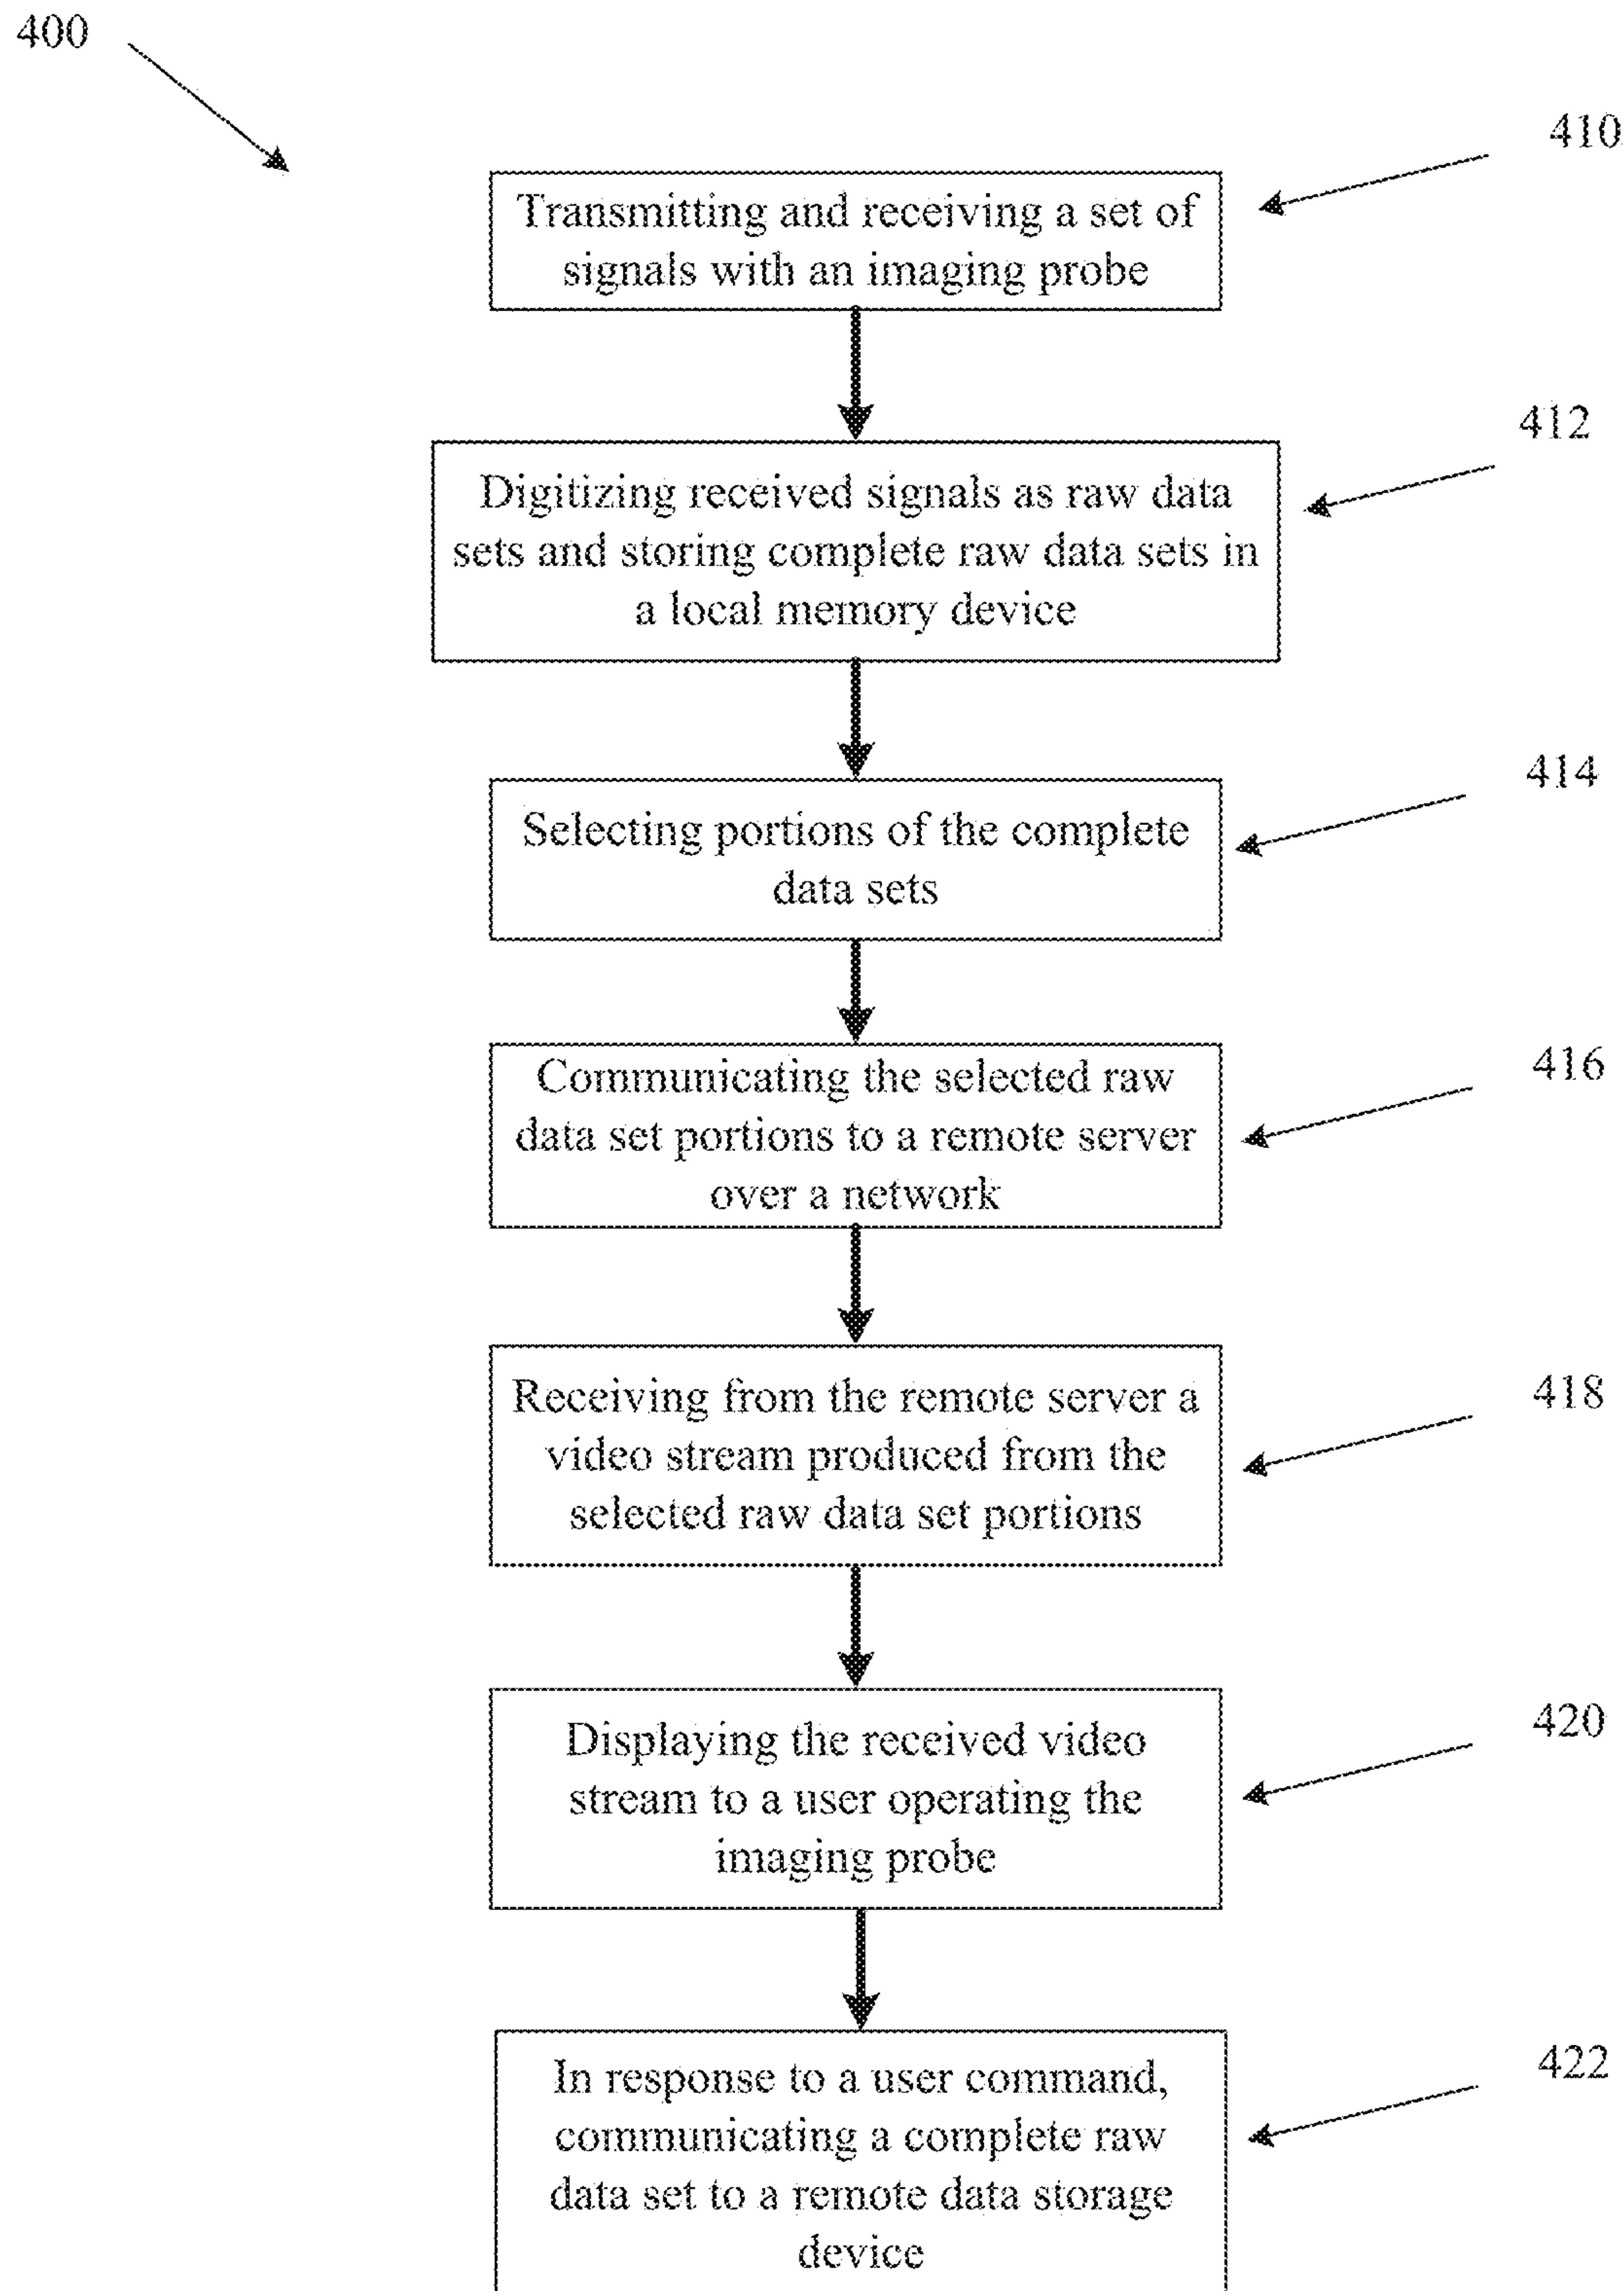 400
410
Transmitting and receiving a set of
signals with an imaging probe
412
Digitizing received signals as raw data
sets and storing complete raw data sets in
a local memory device
414
Selecting portions of the complete
data sets
416
Communicating the selected raw
data set portions to a remote server
over a network
418
Receiving from the remote server a
video stream produced from the
selected raw data set portions
420
Displaying the received video
stream to a user operating the
imaging probe
422
In response to a user command,
communicating a complete raw
data set to a remote data storage
device